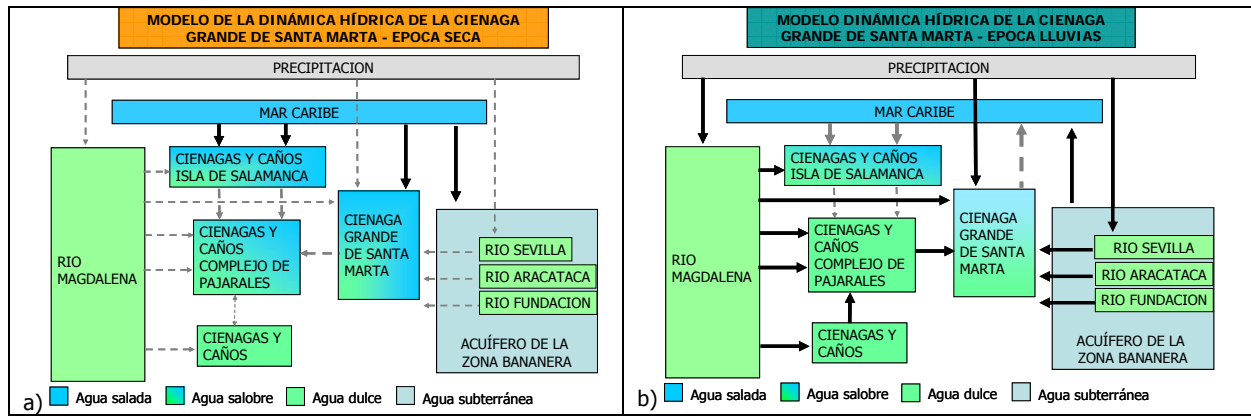 MODELO DE LA DINÁMICA HÍDRICA DE LA CIENAGA
GRANDE DE SANTA MARTA - EPOCA SECA
PRECIPITACION
MAR CARIBE
CIENAGAS Y CAÑOS
ISLA DE SALAMANCA
RIO
MAGDALENA
CIENAGAS Y
CAÑOS
COMPLEJO DE
PAJARALES
CIENAGA
GRANDE
DE SANTA
MARTA
RIO SEVILLA
RIO ARACATACA
RIO FUNDACION
CIENAGAS Y
CAÑOS
ACUÍFERO DE LA
ZONA BANANERA
a)
Agua salada
Agua salobre
Agua dulce
Agua subterránea
MODELO DINÁMICA HÍDRICA DE LA CIENAGA
GRANDE DE SANTA MARTA - EPOCA LLUVIAS
PRECIPITACION
MAR CARIBE
CIENAGAS Y CAÑOS
ISLA DE SALAMANCA
RIO
MAGDALENA
CIENAGAS Y
CAÑOS
COMPLEJO DE
PAJARALES
CIENAGA
GRANDE
DE SANTA
MARTA
RIO SEVILLA
RIO ARACATACA
RIO FUNDACION
CIENAGAS Y
CAÑOS
ACUÍFERO DE LA
ZONA BANANERA
b)
Agua salada
Agua salobre
Agua dulce
Agua subterránea